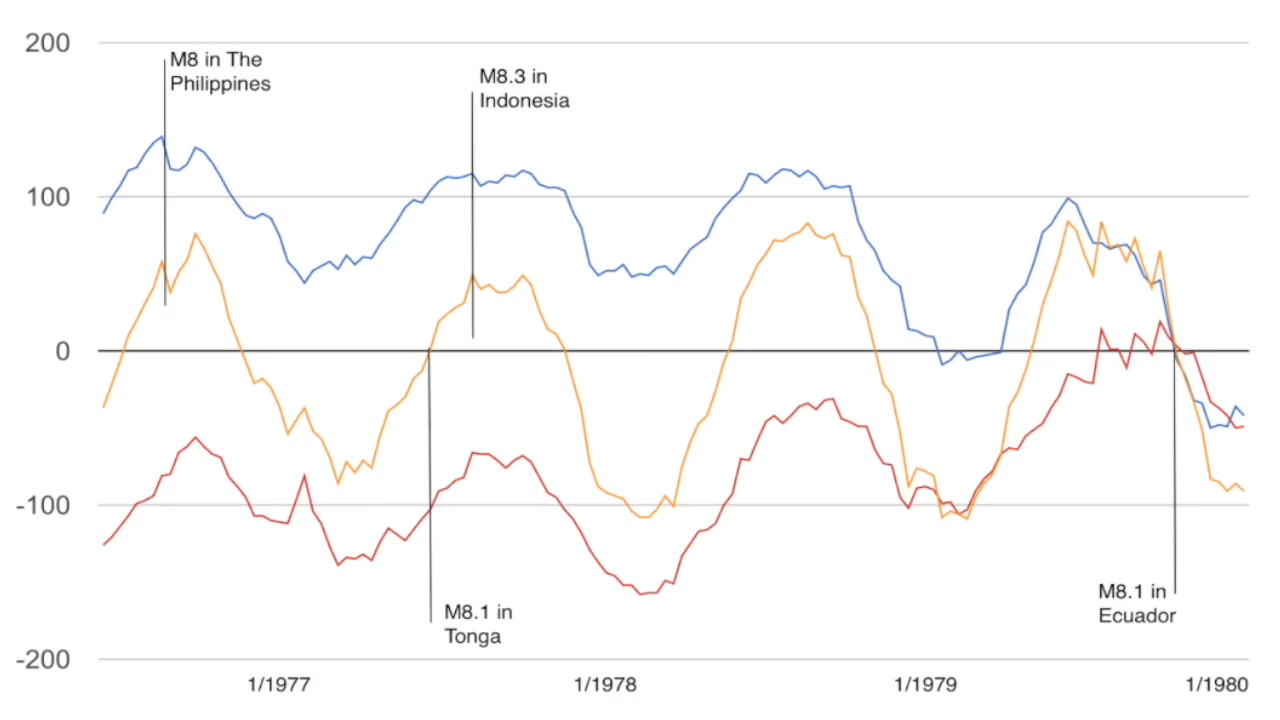 200
M8 in The
Philippines
M8.3 in
Indonesia
100
0
-100
M8.1 in
Ecuador
M8.1 in
Tonga
-200
1/1977
1/1978
1/1979
1/1980